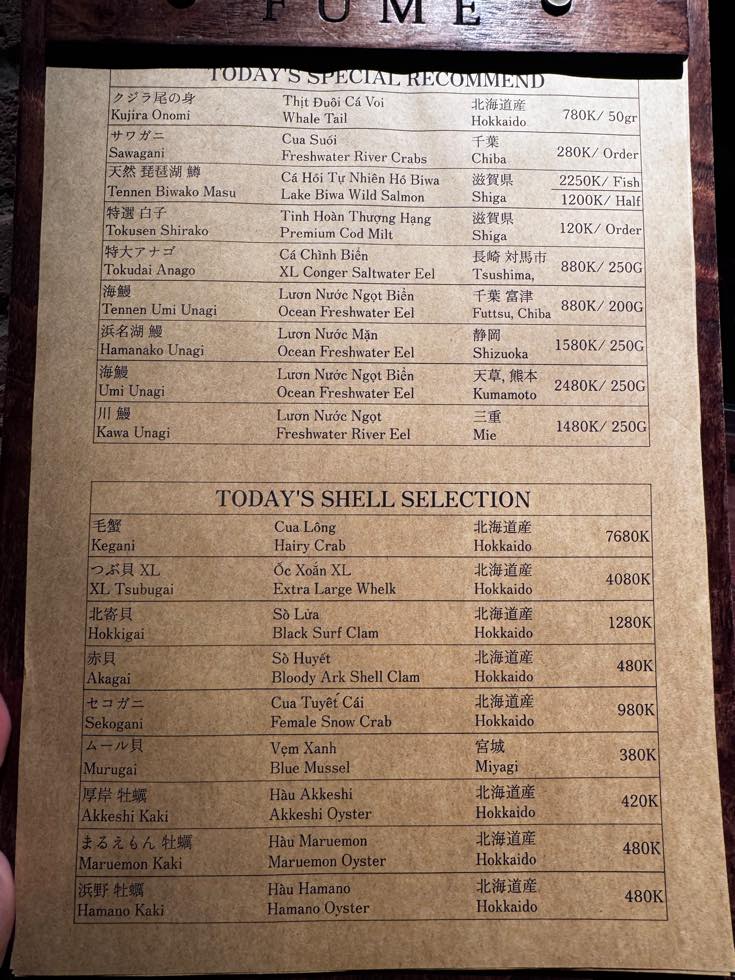 FUME
TODAY'S SPECIAL RECOMMEND
クジラ尾の身 Thịt Đuôi Cá Voi 北海道産 780K/ 50gr
Kujira Onomi Whale Tail Hokkaido
サワガニ Cua Suối 千葉 280K/ Order
Sawagani Freshwater River Crabs Chiba
天然 琵琶湖 鱒 Cá Hồi Tự Nhiên Hồ Biwa 滋賀県 2250K/ Fish
Tennen Biwako Masu Lake Biwa Wild Salmon Shiga 1200K/ Half
特選 白子 Tinh Hoàn Thượng Hạng 滋賀県 120K/ Order
Tokusen Shirako Premium Cod Milt Shiga
特大アナゴ Cá Chình Biển 長崎 対馬市 880K/ 250G
Tokudai Anago XL Conger Saltwater Eel Tsushima,
海鰻 Lươn Nước Ngọt Biển 千葉 富津 880K/ 200G
Tennen Umi Unagi Ocean Freshwater Eel Futtsu, Chiba
浜名湖 鰻 Lươn Nước Mặn 静岡 1580K/ 250G
Hamanako Unagi Ocean Freshwater Eel Shizuoka
海鰻 Lươn Nước Ngọt Biển 天草, 熊本 2480K/ 250G
Umi Unagi Ocean Freshwater Eel Kumamoto
川 鰻 Lươn Nước Ngọt 三重 1480K/ 250G
Kawa Unagi Freshwater River Eel Mie
TODAY'S SHELL SELECTION
毛蟹 Cua Lông 北海道産 7680K
Kegani Hairy Crab Hokkaido
つぶ貝 XL Ốc Xoắn XL 北海道産 4080K
XL Tsubugai Extra Large Whelk Hokkaido
北寄貝 Sò Lửa 北海道産 1280K
Hokkigai Black Surf Clam Hokkaido
赤貝 Sò Huyết 北海道産 480K
Akagai Bloody Ark Shell Clam Hokkaido
セコガニ Cua Tuyết Cái 北海道産 980K
Sekogani Female Snow Crab Hokkaido
ムール貝 Vẹm Xanh 宮城 380K
Murugai Blue Mussel Miyagi
厚岸 牡蠣 Hàu Akkeshi 北海道産 420K
Akkeshi Kaki Akkeshi Oyster Hokkaido
まるえもん 牡蠣 Hàu Maruemon 北海道産 480K
Maruemon Kaki Maruemon Oyster Hokkaido
浜野 牡蠣 Hàu Hamano 北海道産 480K
Hamano Kaki Hamano Oyster Hokkaido